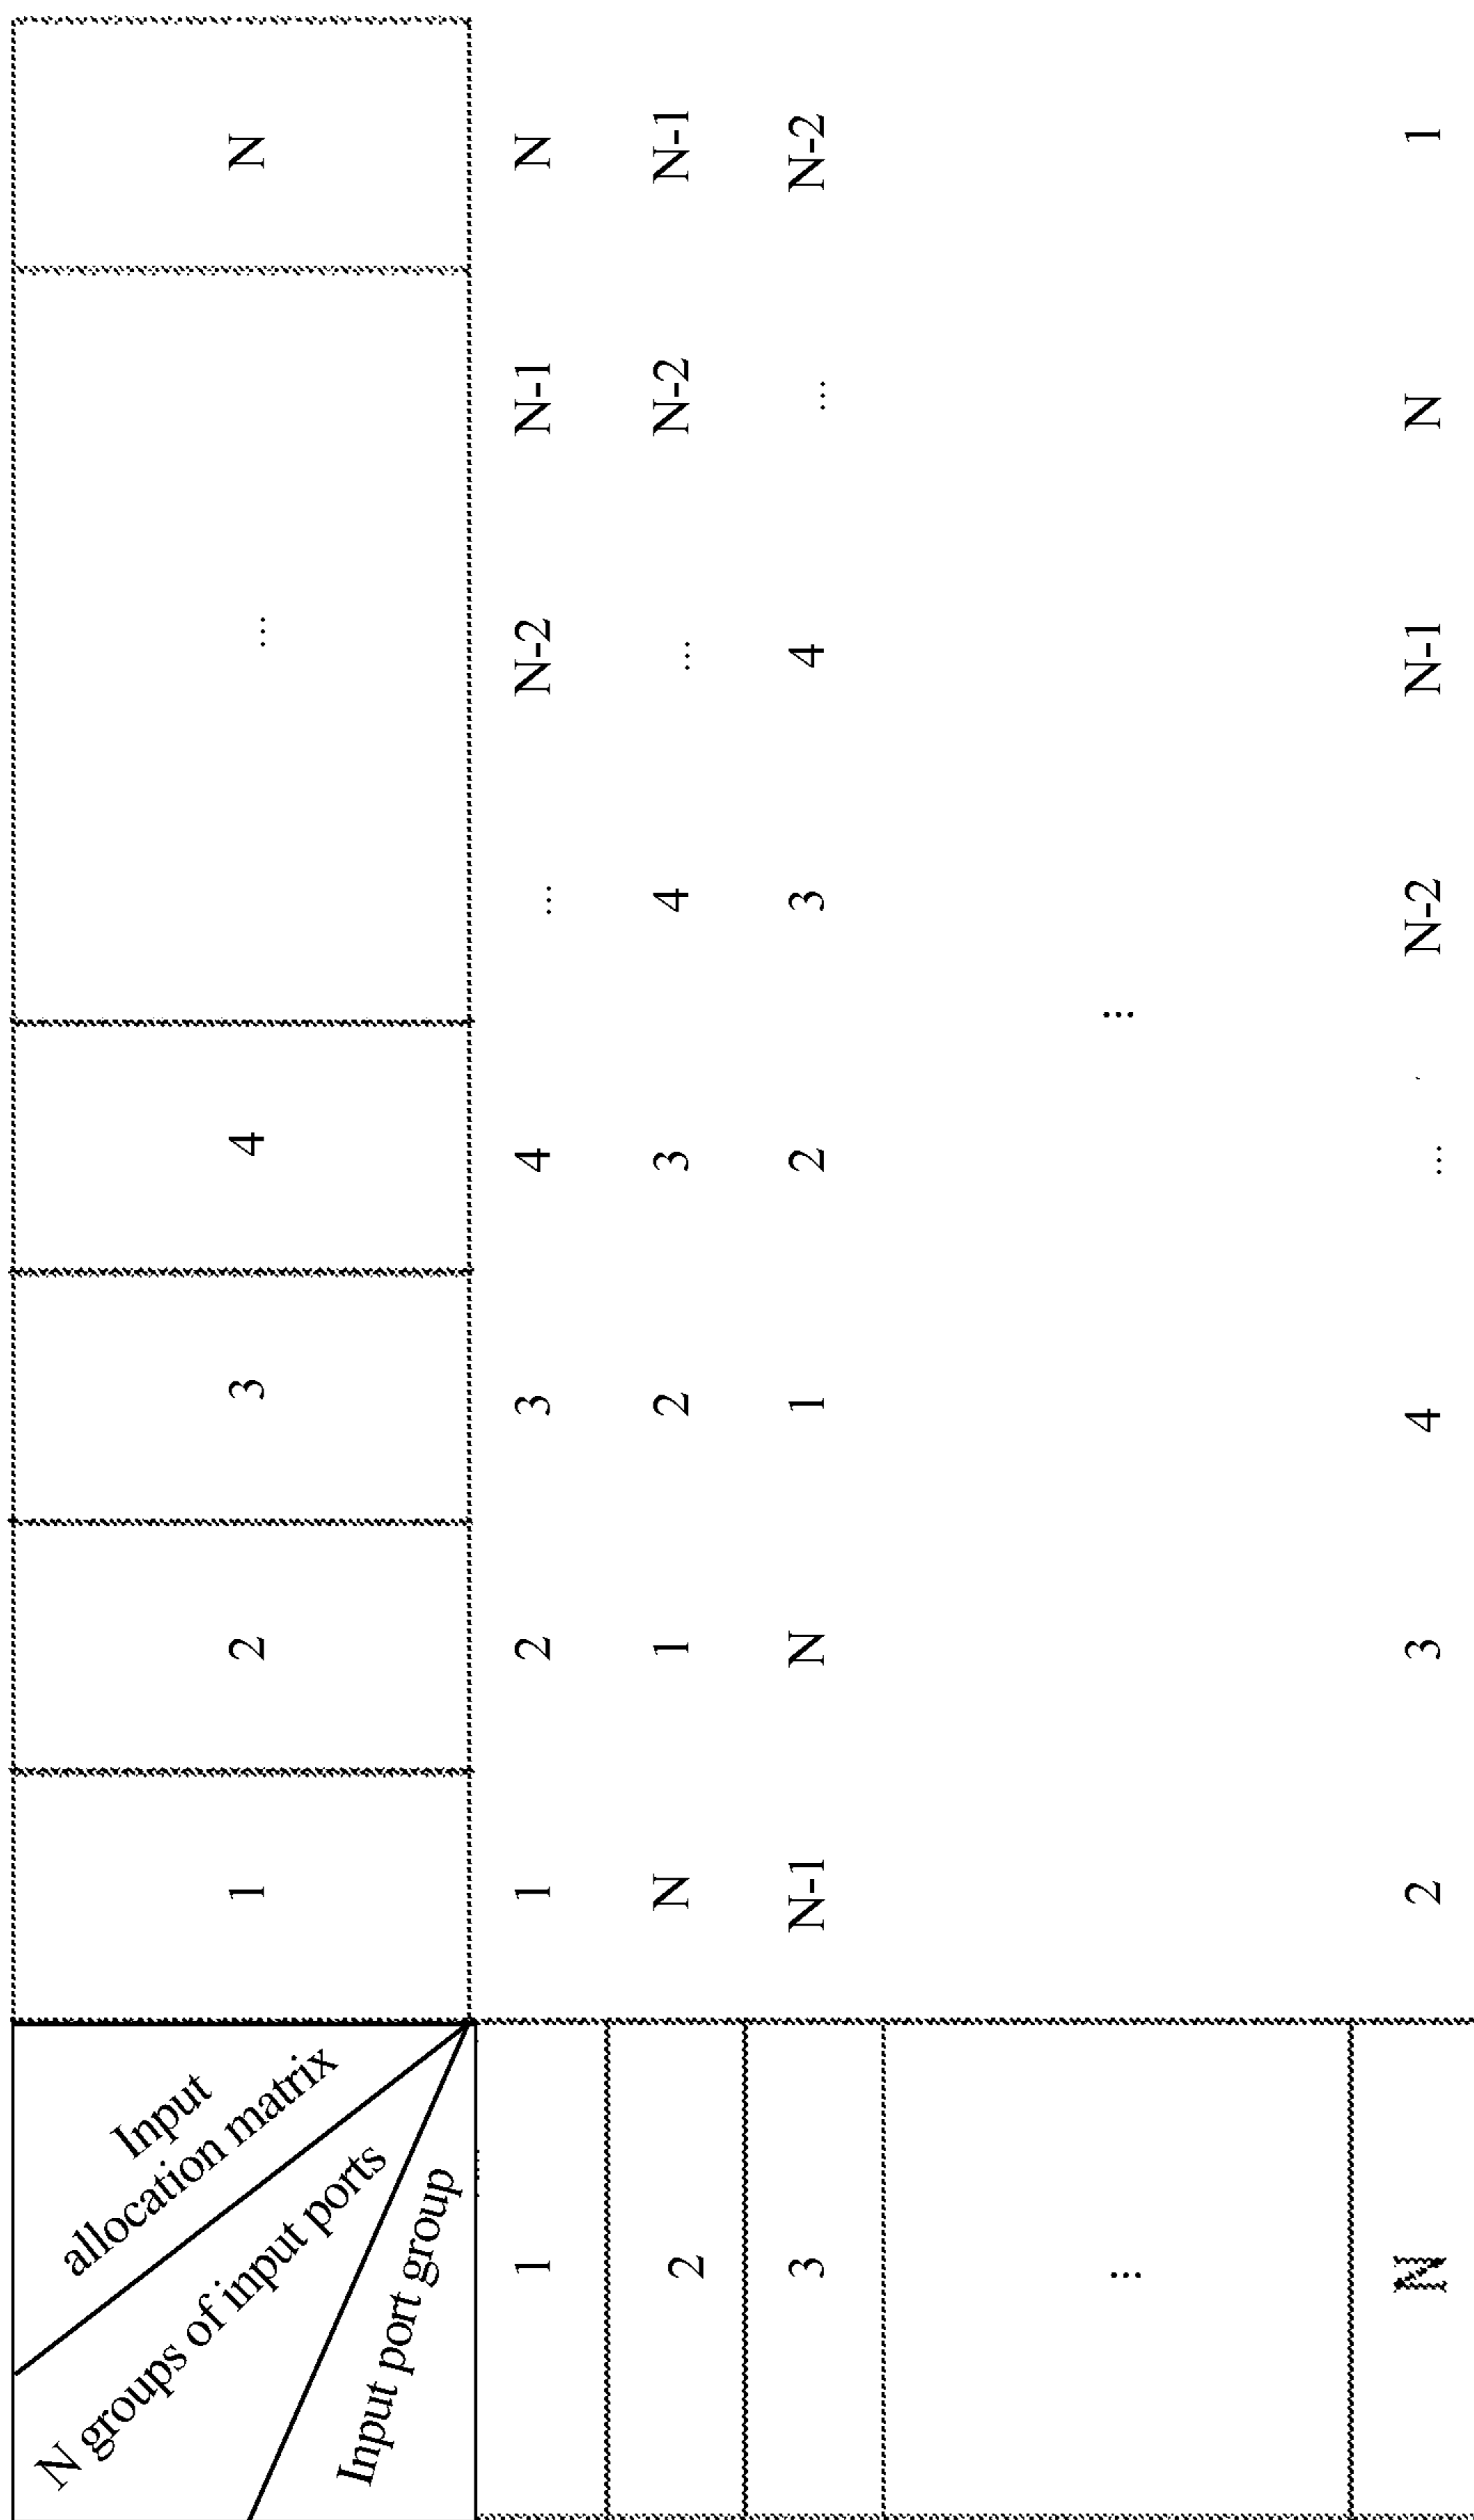 Input
allocation matrix
N groups of input ports
Input port group
1 2 3 4 ... N
1 1 2 3 4 ... N-2 N-1 N
2 N 1 2 3 4 ... N-2 N-1
3 N-1 N 1 2 3 4 ... N-2
... ...
N 2 3 4 ... N-2 N-1 N 1